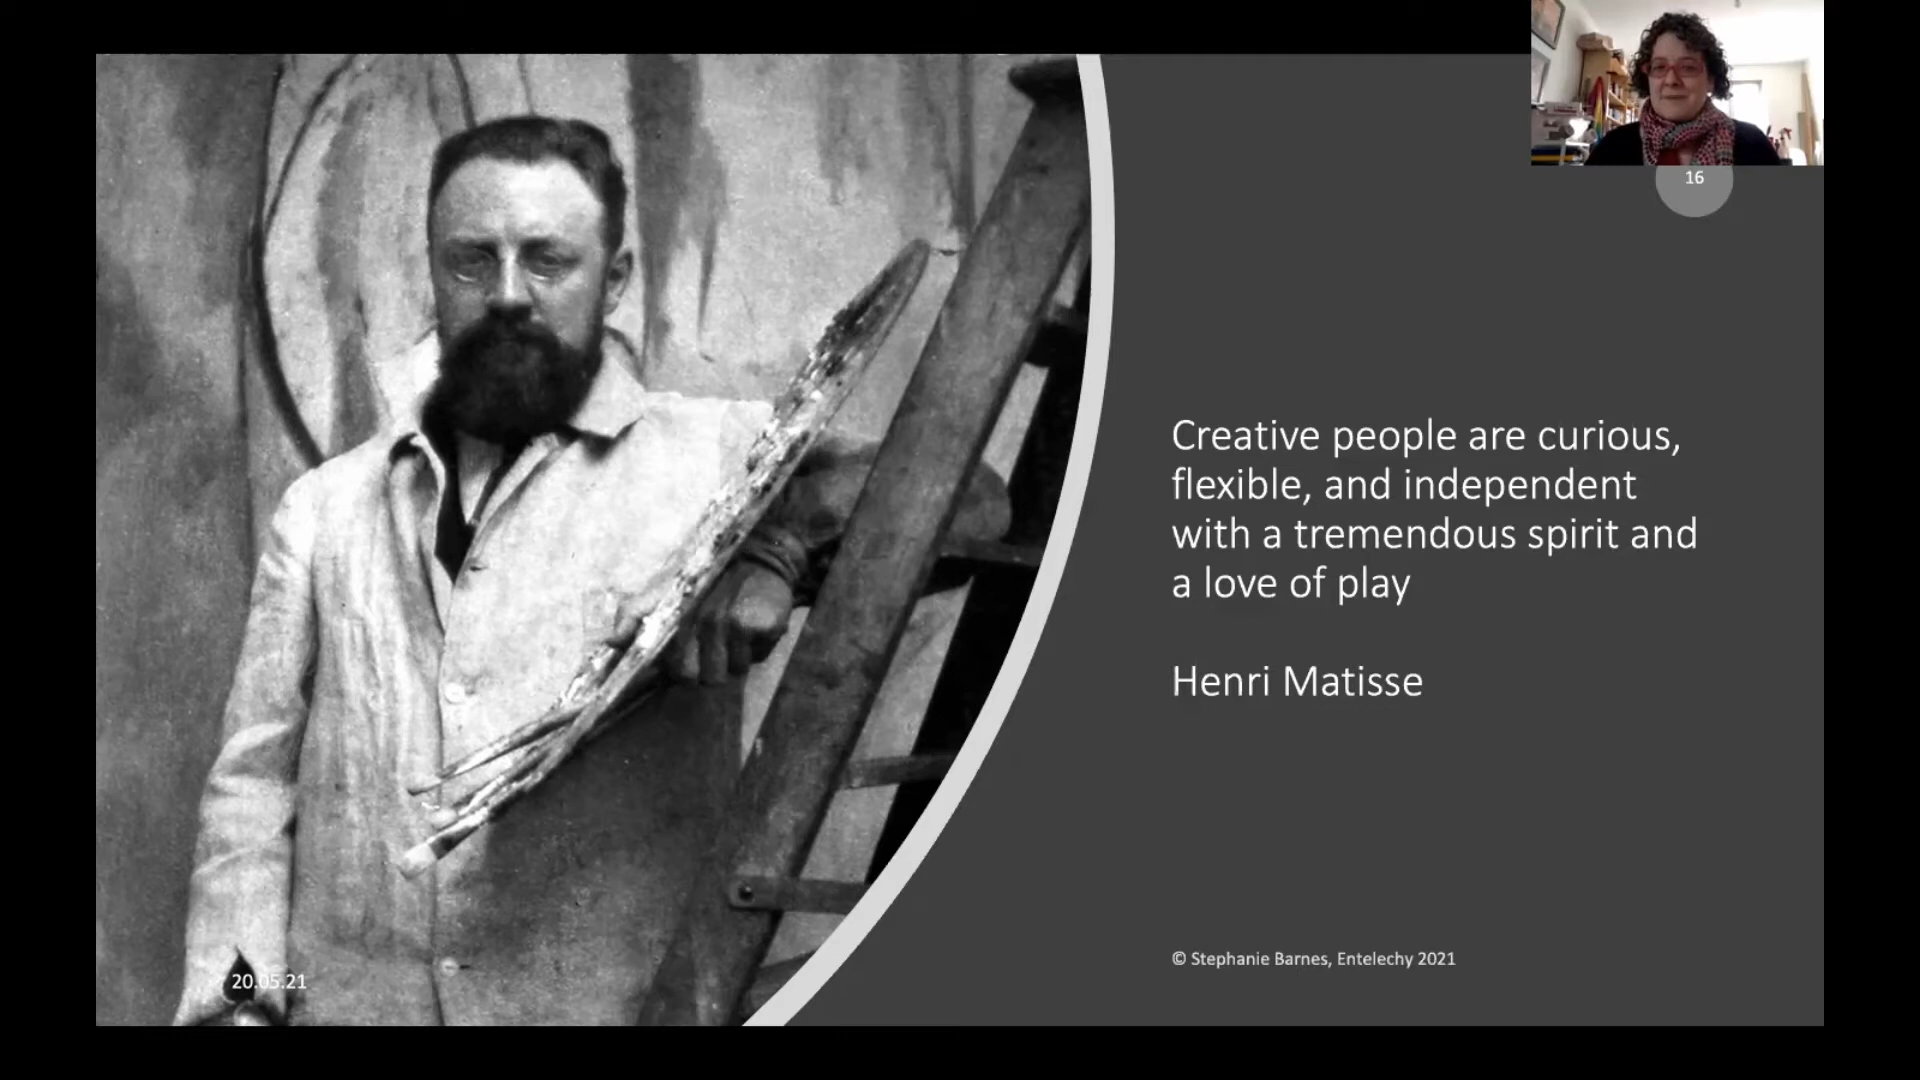 16
Creative people are curious,
flexible, and independent
with a tremendous spirit and
a love of play
Henri Matisse
© Stephanie Barnes, Entelechy 2021
20.05.21